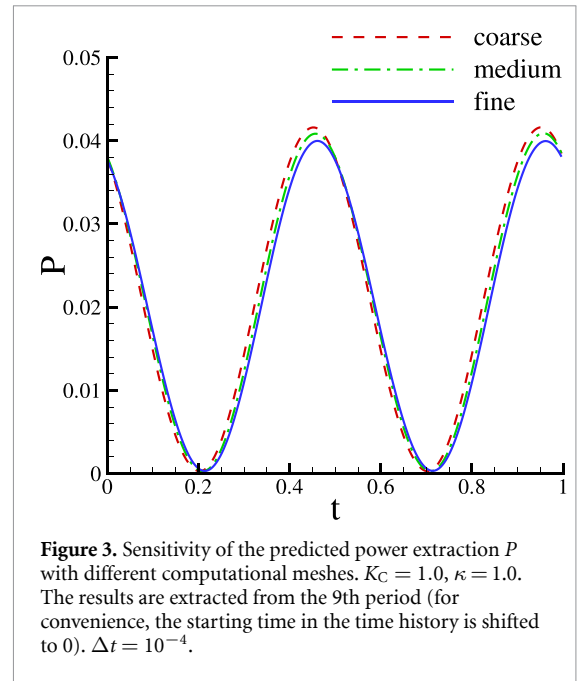 coarse
medium
fine
0.05
0.04
0.03
0.02
0.01
0
P
0 0.2 0.4 0.6 0.8 1
t
Figure 3. Sensitivity of the predicted power extraction P
with different computational meshes. K_C = 1.0, κ = 1.0.
The results are extracted from the 9th period (for
convenience, the starting time in the time history is shifted
to 0). Δt = 10⁻⁴.